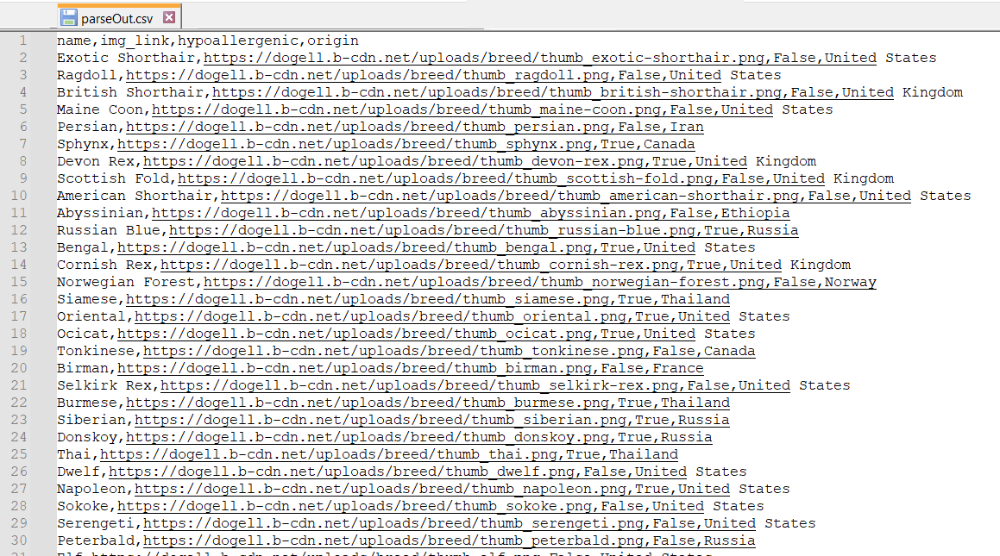 parseOut.csv
1 name,img_link,hypoallergenic,origin
2 Exotic Shorthair,https://dogell.b-cdn.net/uploads/breed/thumb_exotic-shorthair.png,False,United States
3 Ragdoll,https://dogell.b-cdn.net/uploads/breed/thumb_ragdoll.png,False,United States
4 British Shorthair,https://dogell.b-cdn.net/uploads/breed/thumb_british-shorthair.png,False,United Kingdom
5 Maine Coon,https://dogell.b-cdn.net/uploads/breed/thumb_maine-coon.png,False,United States
6 Persian,https://dogell.b-cdn.net/uploads/breed/thumb_persian.png,False,Iran
7 Sphynx,https://dogell.b-cdn.net/uploads/breed/thumb_sphynx.png,True,Canada
8 Devon Rex,https://dogell.b-cdn.net/uploads/breed/thumb_devon-rex.png,True,United Kingdom
9 Scottish Fold,https://dogell.b-cdn.net/uploads/breed/thumb_scottish-fold.png,False,United Kingdom
10 American Shorthair,https://dogell.b-cdn.net/uploads/breed/thumb_american-shorthair.png,False,United States
11 Abyssinian,https://dogell.b-cdn.net/uploads/breed/thumb_abyssinian.png,False,Ethiopia
12 Russian Blue,https://dogell.b-cdn.net/uploads/breed/thumb_russian-blue.png,True,Russia
13 Bengal,https://dogell.b-cdn.net/uploads/breed/thumb_bengal.png,True,United States
14 Cornish Rex,https://dogell.b-cdn.net/uploads/breed/thumb_cornish-rex.png,True,United Kingdom
15 Norwegian Forest,https://dogell.b-cdn.net/uploads/breed/thumb_norwegian-forest.png,False,Norway
16 Siamese,https://dogell.b-cdn.net/uploads/breed/thumb_siamese.png,True,Thailand
17 Oriental,https://dogell.b-cdn.net/uploads/breed/thumb_oriental.png,True,United States
18 Ocicat,https://dogell.b-cdn.net/uploads/breed/thumb_ocicat.png,True,United States
19 Tonkinese,https://dogell.b-cdn.net/uploads/breed/thumb_tonkinese.png,False,Canada
20 Birman,https://dogell.b-cdn.net/uploads/breed/thumb_birman.png,False,France
21 Selkirk Rex,https://dogell.b-cdn.net/uploads/breed/thumb_selkirk-rex.png,False,United States
22 Burmese,https://dogell.b-cdn.net/uploads/breed/thumb_burmese.png,True,Thailand
23 Siberian,https://dogell.b-cdn.net/uploads/breed/thumb_siberian.png,True,Russia
24 Donskoy,https://dogell.b-cdn.net/uploads/breed/thumb_donskoy.png,True,Russia
25 Thai,https://dogell.b-cdn.net/uploads/breed/thumb_thai.png,True,Thailand
26 Dwelf,https://dogell.b-cdn.net/uploads/breed/thumb_dwelf.png,False,United States
27 Napoleon,https://dogell.b-cdn.net/uploads/breed/thumb_napoleon.png,True,United States
28 Sokoke,https://dogell.b-cdn.net/uploads/breed/thumb_sokoke.png,False,United States
29 Serengeti,https://dogell.b-cdn.net/uploads/breed/thumb_serengeti.png,False,United States
30 Peterbald,https://dogell.b-cdn.net/uploads/breed/thumb_peterbald.png,False,Russia